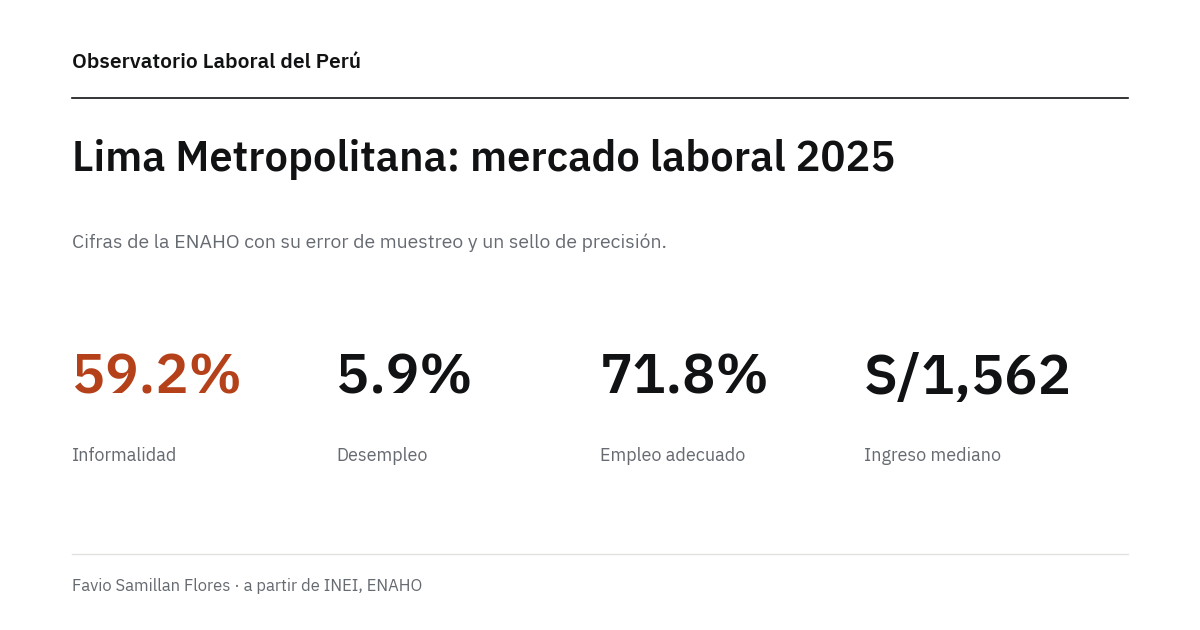 Observatorio Laboral del Perú
Lima Metropolitana: mercado laboral 2025
Cifras de la ENAHO con su error de muestreo y un sello de precisión.
59.2% 5.9% 71.8% S/1,562
Informalidad Desempleo Empleo adecuado Ingreso mediano
Favio Samillan Flores · a partir de INEI, ENAHO